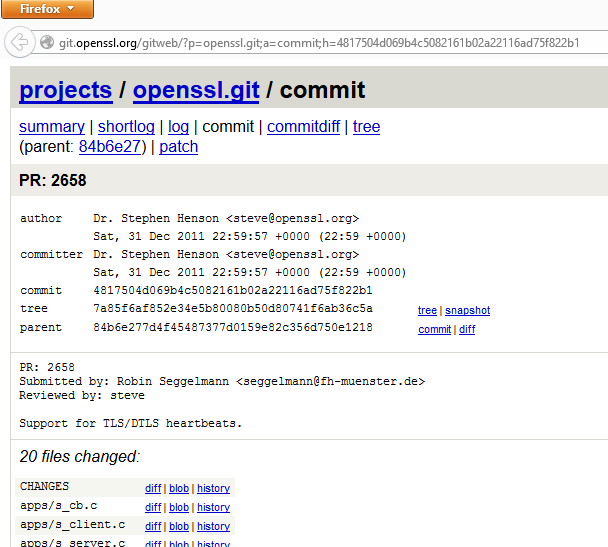 Firefox
git.openssl.org/gitweb/?p=openssl.git;a=commit;h=4817504d069b4c5082161b02a22116ad75f822b1
projects / openssl.git / commit
summary | shortlog | log | commit | commitdiff | tree
(parent: 84b6e27) | patch
PR: 2658
author Dr. Stephen Henson <steve@openssl.org>
Sat, 31 Dec 2011 22:59:57 +0000 (22:59 +0000)
committer Dr. Stephen Henson <steve@openssl.org>
Sat, 31 Dec 2011 22:59:57 +0000 (22:59 +0000)
commit 4817504d069b4c5082161b02a22116ad75f822b1
tree 7a85f6af852e34e5b80080b50d80741f6ab36c5a tree | snapshot
parent 84b6e277d4f45487377d0159e82c356d750e1218 commit | diff
PR: 2658
Submitted by: Robin Seggelmann <seggelmann@fh-muenster.de>
Reviewed by: steve
Support for TLS/DTLS heartbeats.
20 files changed:
CHANGES diff | blob | history
apps/s_cb.c diff | blob | history
apps/s_client.c diff | blob | history
apps/s_server.c diff | blob | history